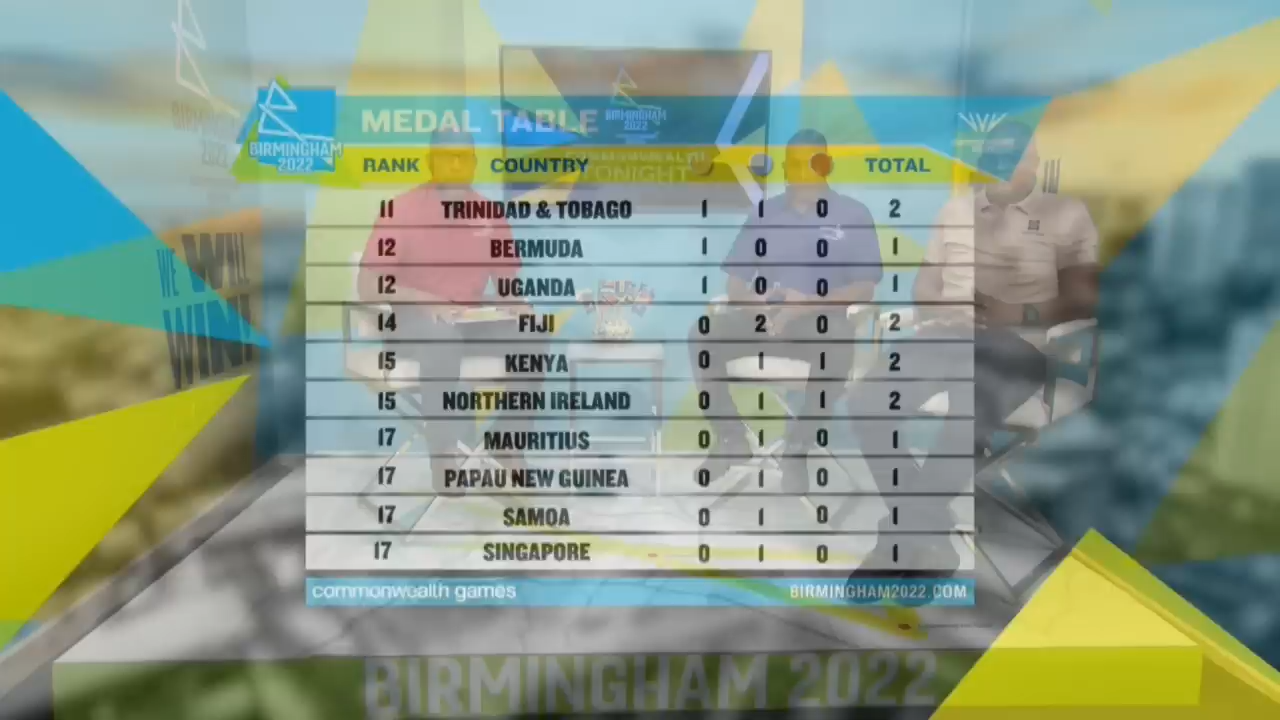 MEDAL TABLE
BIRMINGHAM
2022
BIRMINGHAM
2022
RANK COUNTRY TOTAL
TONIGHT
11 TRINIDAD & TOBAGO 1 1 0 2
12 BERMUDA 1 0 0 1
12 UGANDA 1 0 0 1
14 FIJI 0 2 0 2
15 KENYA 0 1 1 2
15 NORTHERN IRELAND 0 1 1 2
17 MAURITIUS 0 1 0 1
17 PAPAU NEW GUINEA 0 1 0 1
17 SAMOA 0 1 0 1
17 SINGAPORE 0 1 0 1
commonwealth games BIRMINGHAM2022.COM
BIRMINGHAM 2022